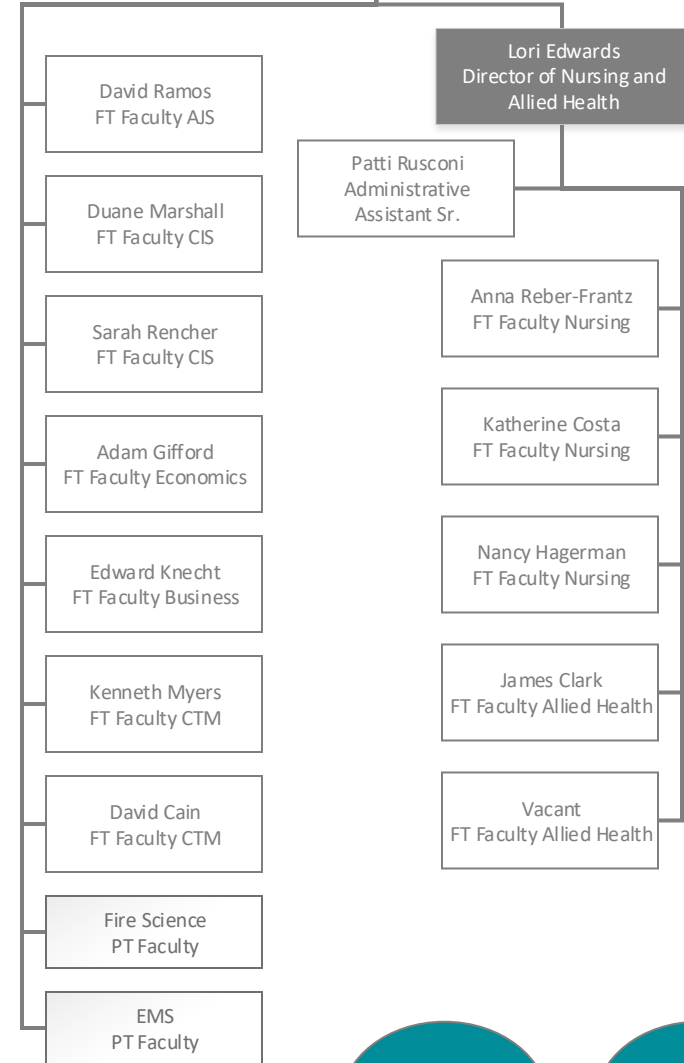 David Ramos
FT Faculty AJS
Duane Marshall
FT Faculty CIS
Sarah Rencher
FT Faculty CIS
Adam Gifford
FT Faculty Economics
Edward Knecht
FT Faculty Business
Kenneth Myers
FT Faculty CTM
David Cain
FT Faculty CTM
Fire Science
PT Faculty
EMS
PT Faculty
Lori Edwards
Director of Nursing and
Allied Health
Patti Rusconi
Administrative
Assistant Sr.
Anna Reber-Frantz
FT Faculty Nursing
Katherine Costa
FT Faculty Nursing
Nancy Hagerman
FT Faculty Nursing
James Clark
FT Faculty Allied Health
Vacant
FT Faculty Allied Health